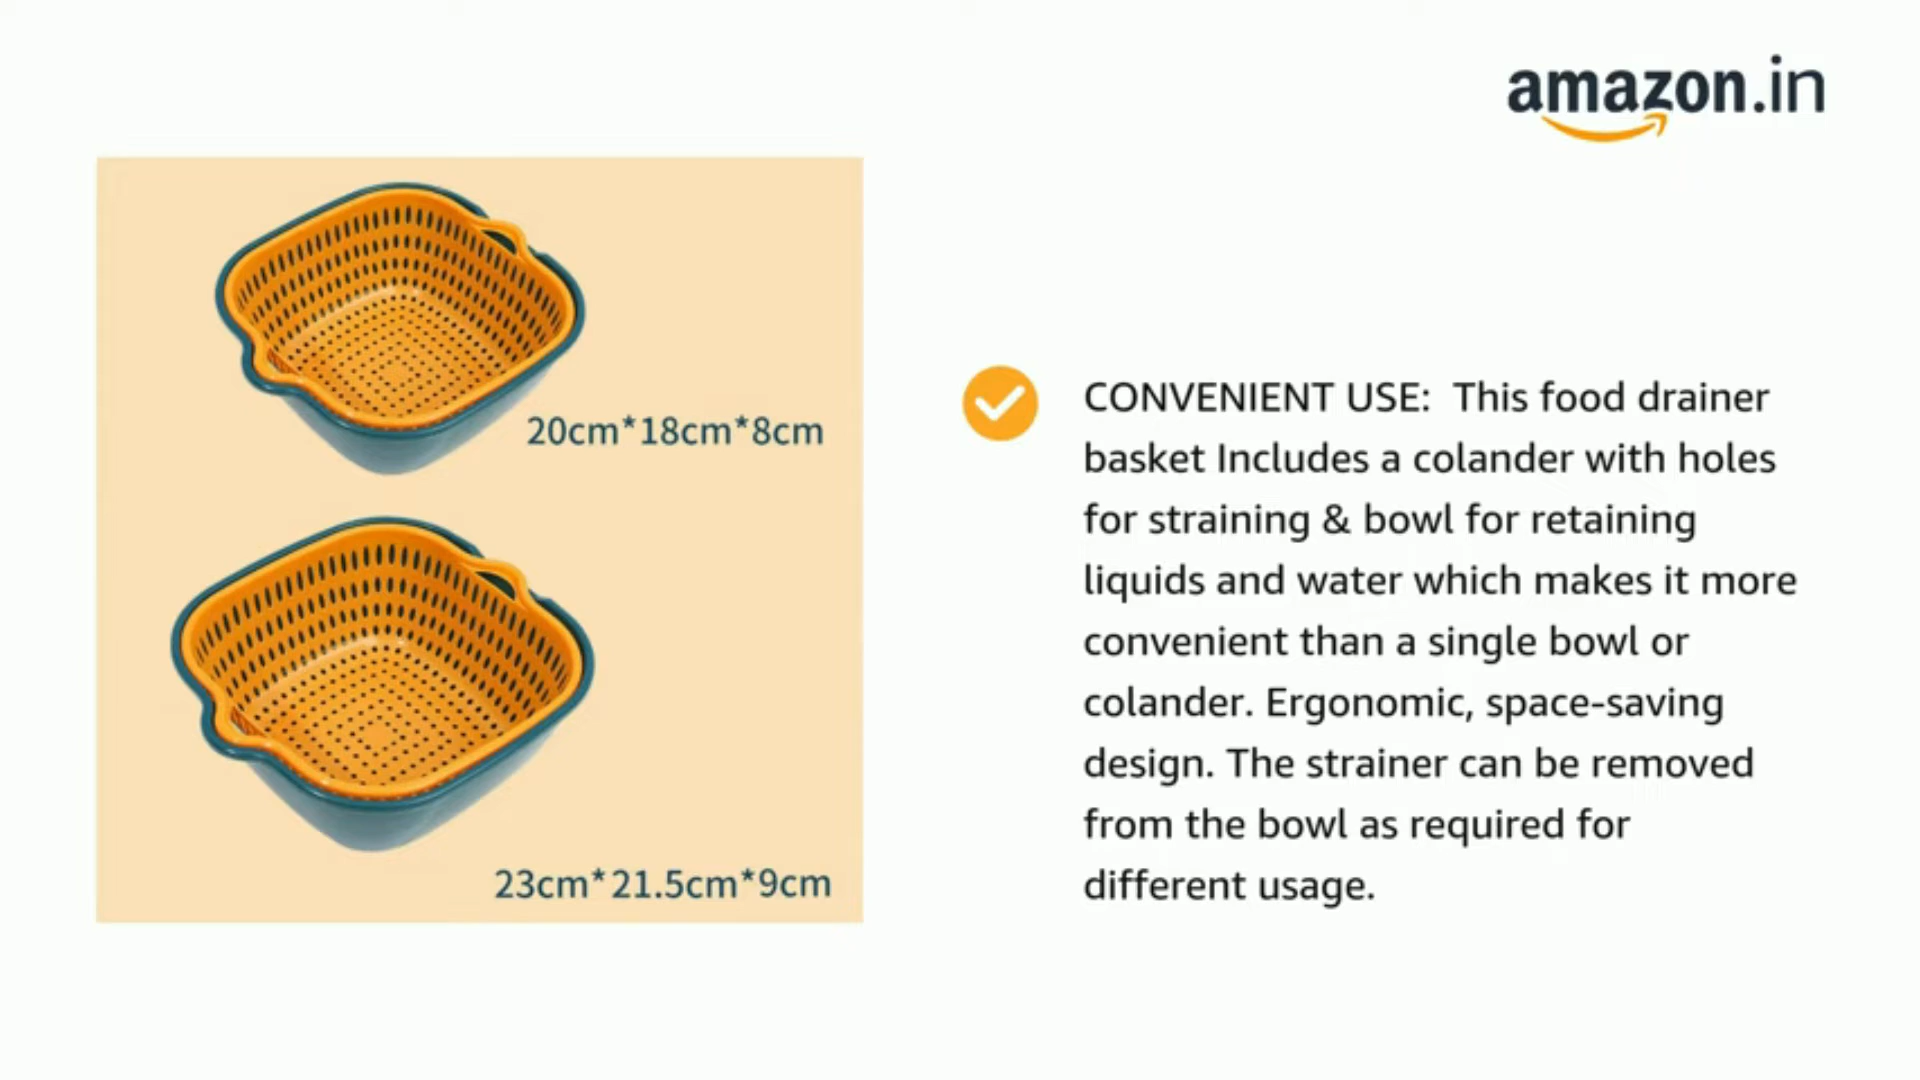 amazon.in
20cm*18cm*8cm
23cm*21.5cm*9cm
CONVENIENT USE:  This food drainer
basket Includes a colander with holes
for straining & bowl for retaining
liquids and water which makes it more
convenient than a single bowl or
colander. Ergonomic, space-saving
design. The strainer can be removed
from the bowl as required for
different usage.